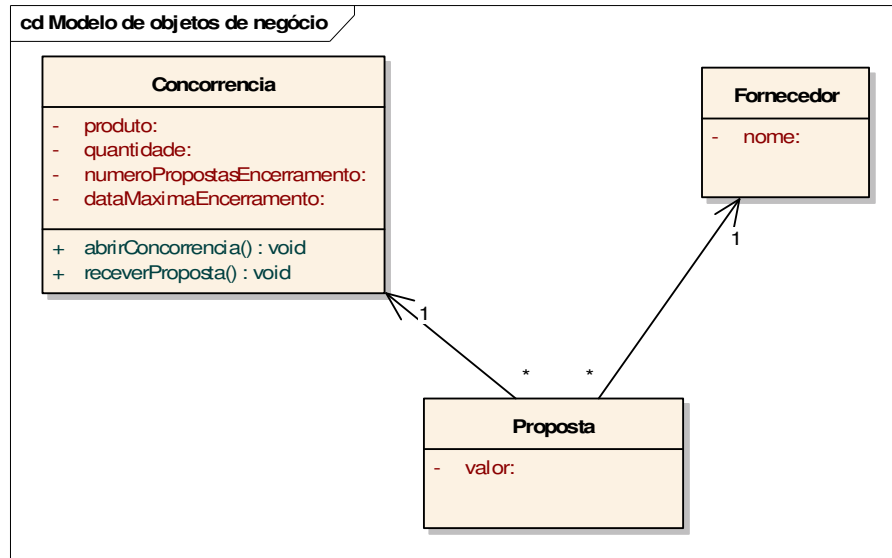 cd Modelo de objetos de negócio
Concorrencia
- produto:
- quantidade:
- numeroPropostasEncerramento:
- dataMaximaEncerramento:
+ abrirConcorrencia() : void
+ receverProposta() : void
Fornecedor
- nome:
1
1
* *
Proposta
- valor: